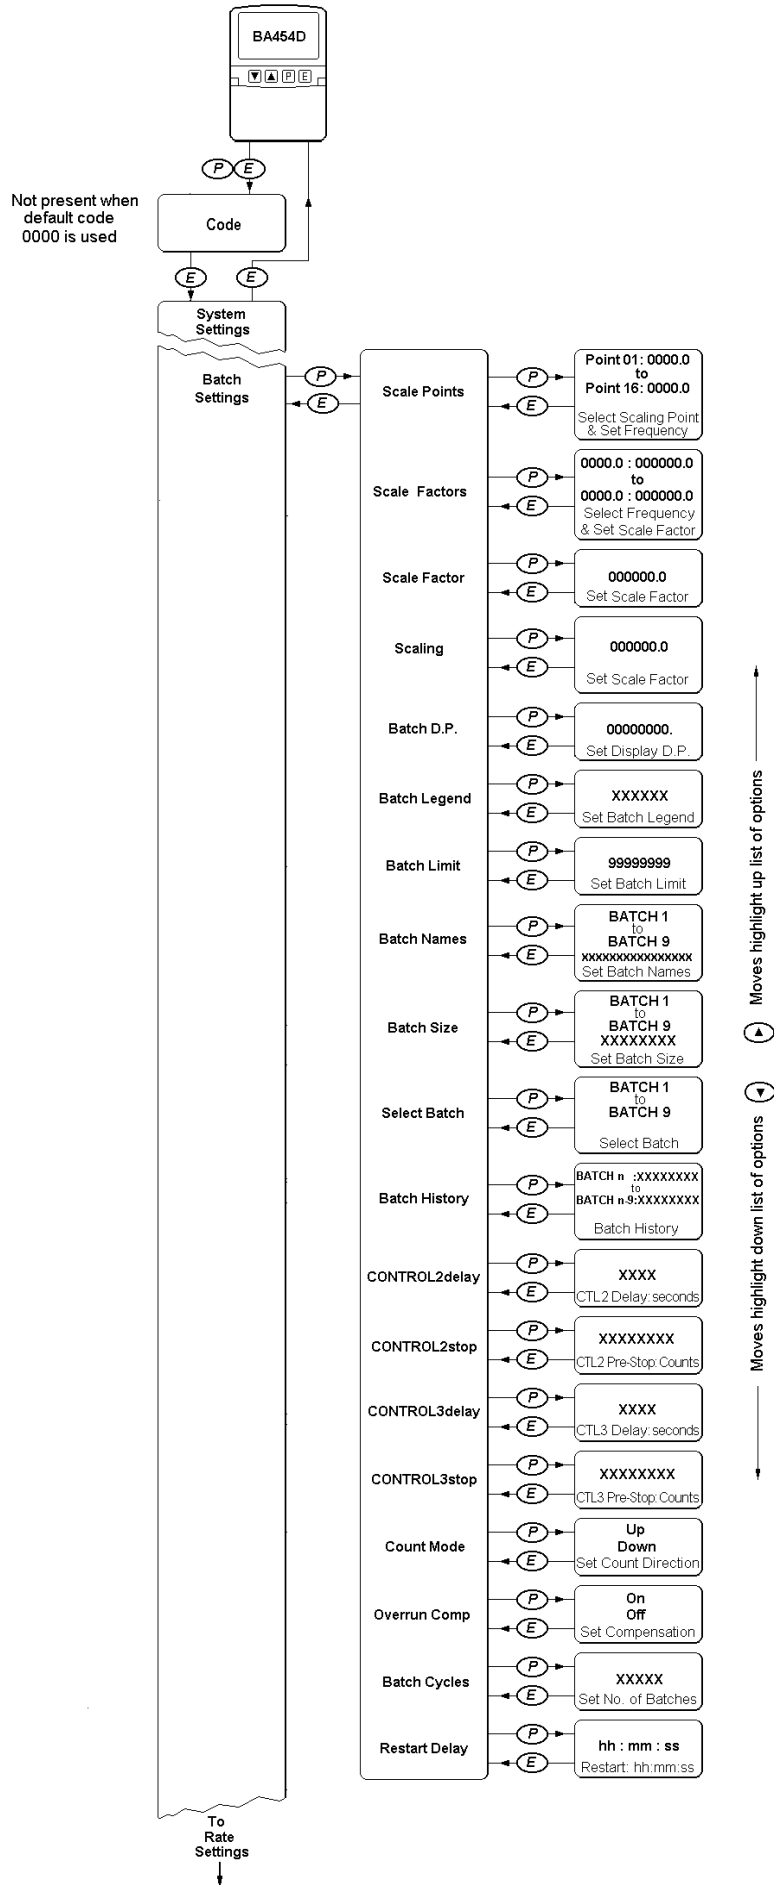 BA454D
P E
P E
Not present when
default code
0000 is used
Code
E E
System
Settings
Batch
Settings
P
E
Scale Points
P
E
Point 01: 0000.0
to
Point 16: 0000.0
Select Scaling Point
& Set Frequency
Scale Factors
P
E
0000.0 : 000000.0
to
0000.0 : 000000.0
Select Frequency
& Set Scale Factor
Scale Factor
P
E
000000.0
Set Scale Factor
Scaling
P
E
000000.0
Set Scale Factor
Batch D.P.
P
E
00000000.
Set Display D.P.
Batch Legend
P
E
XXXXXX
Set Batch Legend
Batch Limit
P
E
99999999
Set Batch Limit
Batch Names
P
E
BATCH 1
to
BATCH 9
xxxxxxxxxxxxxxxx
Set Batch Names
Batch Size
P
E
BATCH 1
to
BATCH 9
XXXXXXXX
Set Batch Size
Select Batch
P
E
BATCH 1
to
BATCH 9
Select Batch
Batch History
P
E
BATCH n :XXXXXXXX
to
BATCH n-9:XXXXXXXX
Batch History
CONTROL2delay
P
E
XXXX
CTL2 Delay: seconds
CONTROL2stop
P
E
XXXXXXXX
CTL2 Pre-Stop: Counts
CONTROL3delay
P
E
XXXX
CTL3 Delay: seconds
CONTROL3stop
P
E
XXXXXXXX
CTL3 Pre-Stop: Counts
Count Mode
P
E
Up
Down
Set Count Direction
Overrun Comp
P
E
On
Off
Set Compensation
Batch Cycles
P
E
XXXXX
Set No. of Batches
Restart Delay
P
E
hh : mm : ss
Restart: hh:mm:ss
To
Rate
Settings
Moves highlight up list of options
Moves highlight down list of options